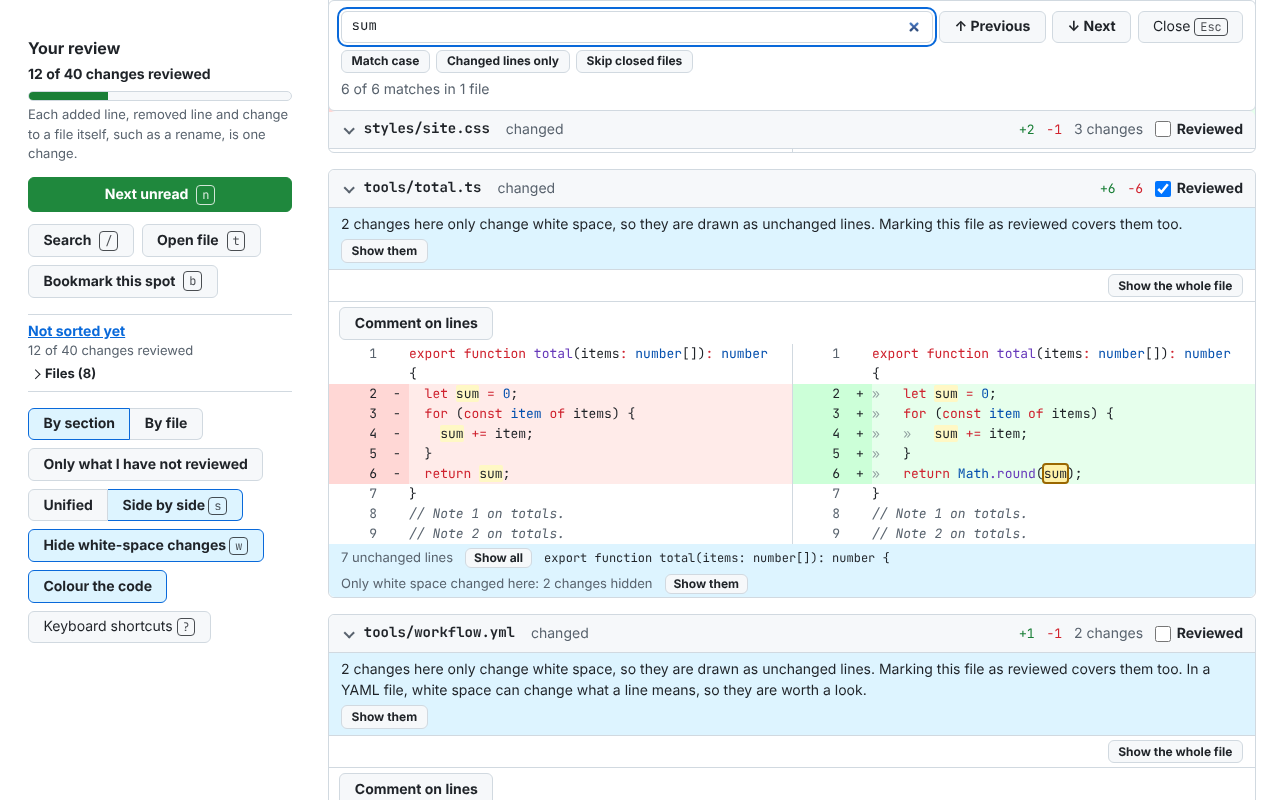 Your review
12 of 40 changes reviewed
Each added line, removed line and change
to a file itself, such as a rename, is one
change.
Next unread n
Search /
Open file t
Bookmark this spot b
Not sorted yet
12 of 40 changes reviewed
Files (8)
By section
By file
Only what I have not reviewed
Unified
Side by side s
Hide white-space changes w
Colour the code
Keyboard shortcuts ?
sum
↑ Previous
↓ Next
Close Esc
Match case
Changed lines only
Skip closed files
6 of 6 matches in 1 file
styles/site.css changed +2 -1 3 changes Reviewed
tools/total.ts changed +6 -6 Reviewed
2 changes here only change white space, so they are drawn as unchanged lines. Marking this file as reviewed covers them too.
Show them
Show the whole file
Comment on lines
1 export function total(items: number[]): number
{
2 - let sum = 0;
3 - for (const item of items) {
4 - sum += item;
5 - }
6 - return sum;
7 }
8 // Note 1 on totals.
9 // Note 2 on totals.
1 export function total(items: number[]): number
{
2 + » let sum = 0;
3 + » for (const item of items) {
4 + » » sum += item;
5 + » }
6 + » return Math.round(sum);
7 }
8 // Note 1 on totals.
9 // Note 2 on totals.
7 unchanged lines Show all export function total(items: number[]): number {
Only white space changed here: 2 changes hidden Show them
tools/workflow.yml changed +1 -1 2 changes Reviewed
2 changes here only change white space, so they are drawn as unchanged lines. Marking this file as reviewed covers them too. In a
YAML file, white space can change what a line means, so they are worth a look.
Show them
Show the whole file
Comment on lines